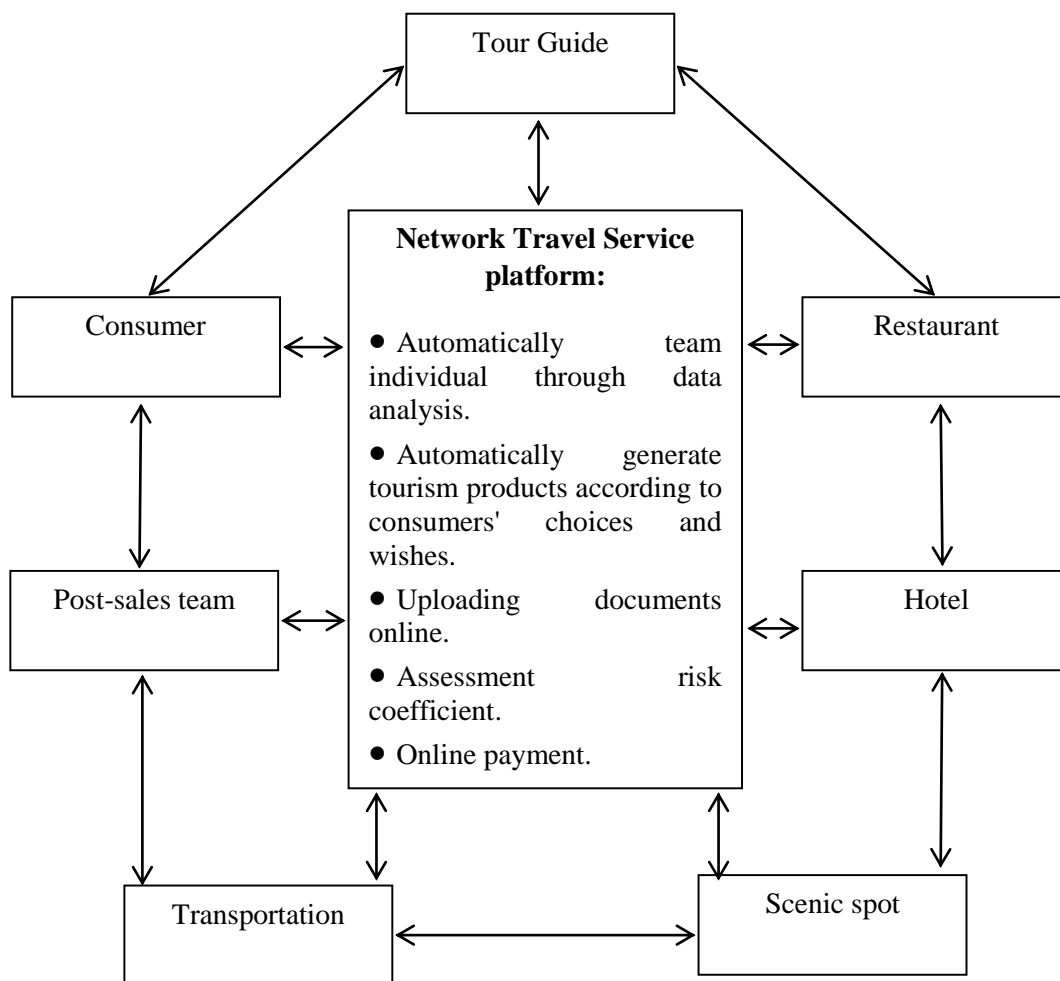 Tour Guide
Network Travel Service
platform:
Consumer
Restaurant
● Automatically team
individual through data
analysis.
● Automatically generate
tourism products according to
consumers' choices and
wishes.
Post-sales team
Hotel
● Uploading documents
online.
● Assessment risk
coefficient.
● Online payment.
Transportation
Scenic spot